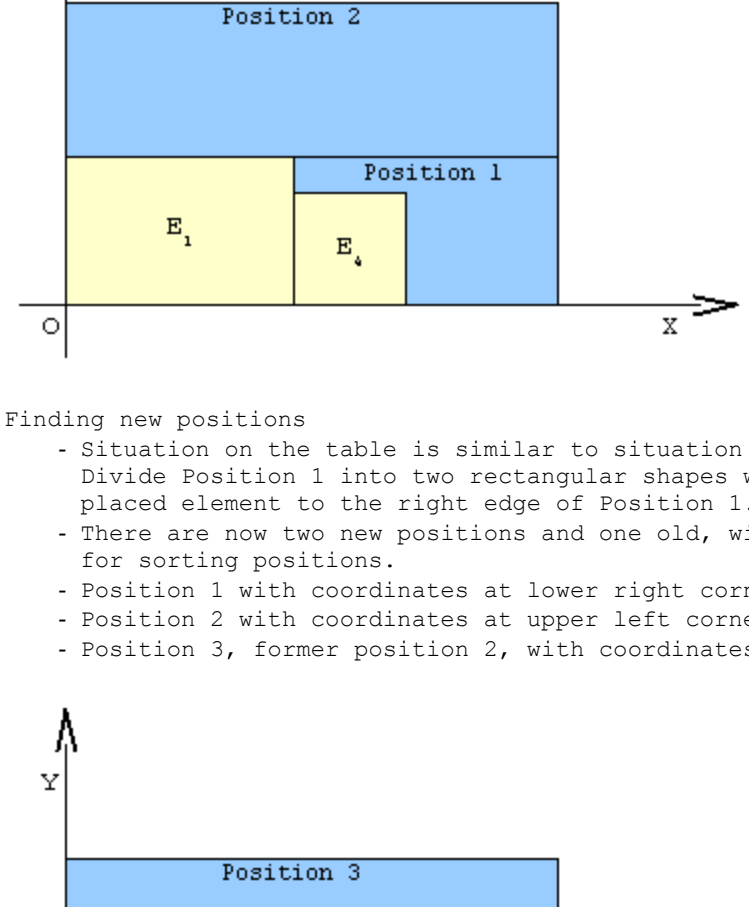 Position 2
Position 1
E1
E4
O
X
Finding new positions
- Situation on the table is similar to situation
Divide Position 1 into two rectangular shapes
placed element to the right edge of Position 1.
- There are now two new positions and one old,
for sorting positions.
- Position 1 with coordinates at lower right
- Position 2 with coordinates at upper left
- Position 3, former position 2, with coordinates
Y
Position 3